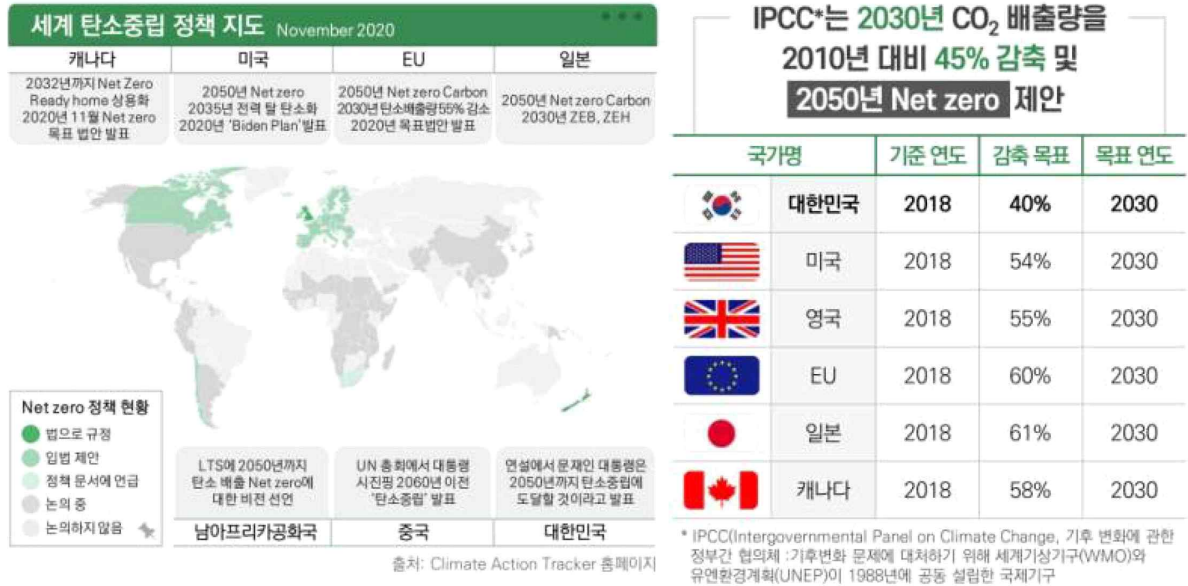 세계 탄소중립 정책 지도 November 2020
캐나다
2032년까지 Net Zero
Ready home 상용화
2020년 11월 Net zero
목표 법안 발표
미국
2050년 Net zero
2035년 전력 탈 탄소화
2020년 ‘Biden Plan’ 발표
EU
2050년 Net zero Carbon
2030년 탄소배출량 55% 감소
2020년 목표법안 발표
일본
2050년 Net zero Carbon
2030년 ZEB, ZEH
Net zero 정책 현황
법으로 규정
입법 제안
정책 문서에 언급
논의 중
논의하지 않음
LTS에 2050년까지
탄소 배출 Net zero에
대한 비전 선언
남아프리카공화국
UN 총회에서 대통령
시진핑 2060년 이전
‘탄소중립’ 발표
중국
연설에서 문재인 대통령은
2050년까지 탄소중립에
도달할 것이라고 발표
대한민국
출처: Climate Action Tracker 홈페이지
IPCC*는 2030년 CO₂ 배출량을
2010년 대비 45% 감축 및
2050년 Net zero 제안
국가명 기준 연도 감축 목표 목표 연도
대한민국 2018 40% 2030
미국 2018 54% 2030
영국 2018 55% 2030
EU 2018 60% 2030
일본 2018 61% 2030
캐나다 2018 58% 2030
* IPCC(Intergovernmental Panel on Climate Change, 기후 변화에 관한
정부간 협의체 :기후변화 문제에 대처하기 위해 세계기상기구(WMO)와
유엔환경계획(UNEP)이 1988년에 공동 설립한 국제기구